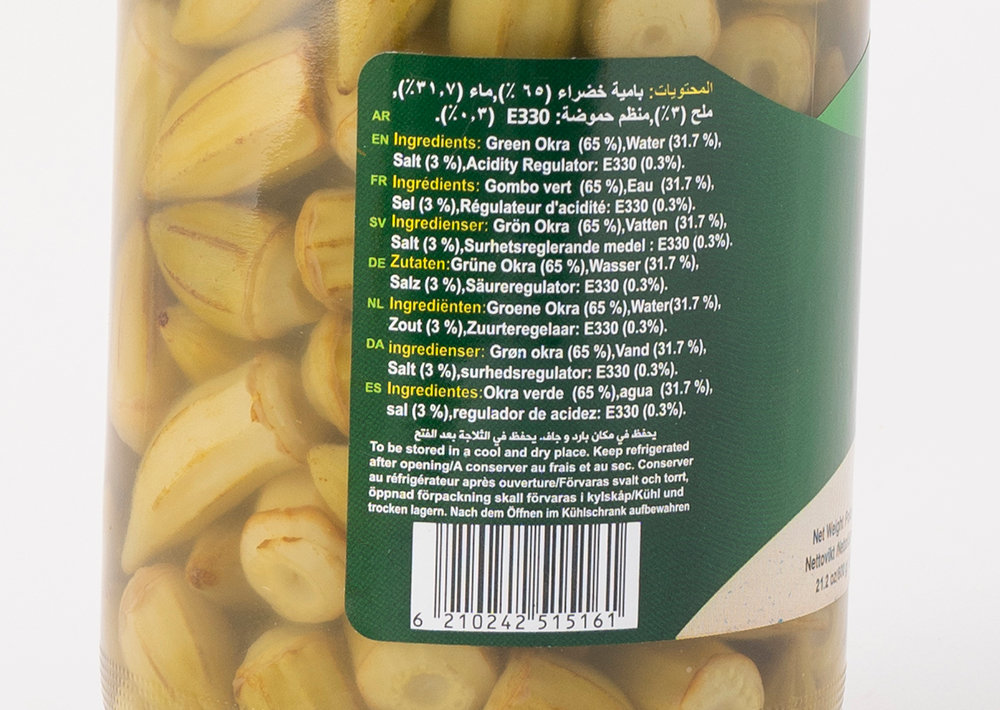 المحتويات: بامية خضراء (٦٥ ٪),ماء (٣١,٧٪),
AR ملح (٣٪),منظم حموضة: E330 (٠,٣٪).
EN Ingredients: Green Okra (65 %),Water (31.7 %),
Salt (3 %),Acidity Regulator: E330 (0.3%).
FR Ingrédients: Gombo vert (65 %),Eau (31.7 %),
Sel (3 %),Régulateur d'acidité: E330 (0.3%).
SV Ingredienser: Grön Okra (65 %),Vatten (31.7 %),
Salt (3 %),Surhetsreglerande medel : E330 (0.3%).
DE Zutaten:Grüne Okra (65 %),Wasser (31.7 %),
Salz (3 %),Säureregulator: E330 (0.3%).
NL Ingrediënten:Groene Okra (65 %),Water(31.7 %),
Zout (3 %),Zuurteregelaar: E330 (0.3%).
DA ingredienser: Grøn okra (65 %),Vand (31.7 %),
Salt (3 %),surhedsregulator: E330 (0.3%).
ES Ingredientes:Okra verde (65 %),agua (31.7 %),
sal (3 %),regulador de acidez: E330 (0.3%).
يحفظ في مكان بارد و جاف. يحفظ في الثلاجة بعد الفتح
To be stored in a cool and dry place. Keep refrigerated
after opening/A conserver au frais et au sec. Conserver
au réfrigérateur après ouverture/Förvaras svalt och torrt,
öppnad förpackning skall förvaras i kylskåp/Kühl und
trocken lagern. Nach dem Öffnen im Kühlschrank aufbewahren
6 210242 515161
Net Weight
Nettovikt
21.2 oz/600 g